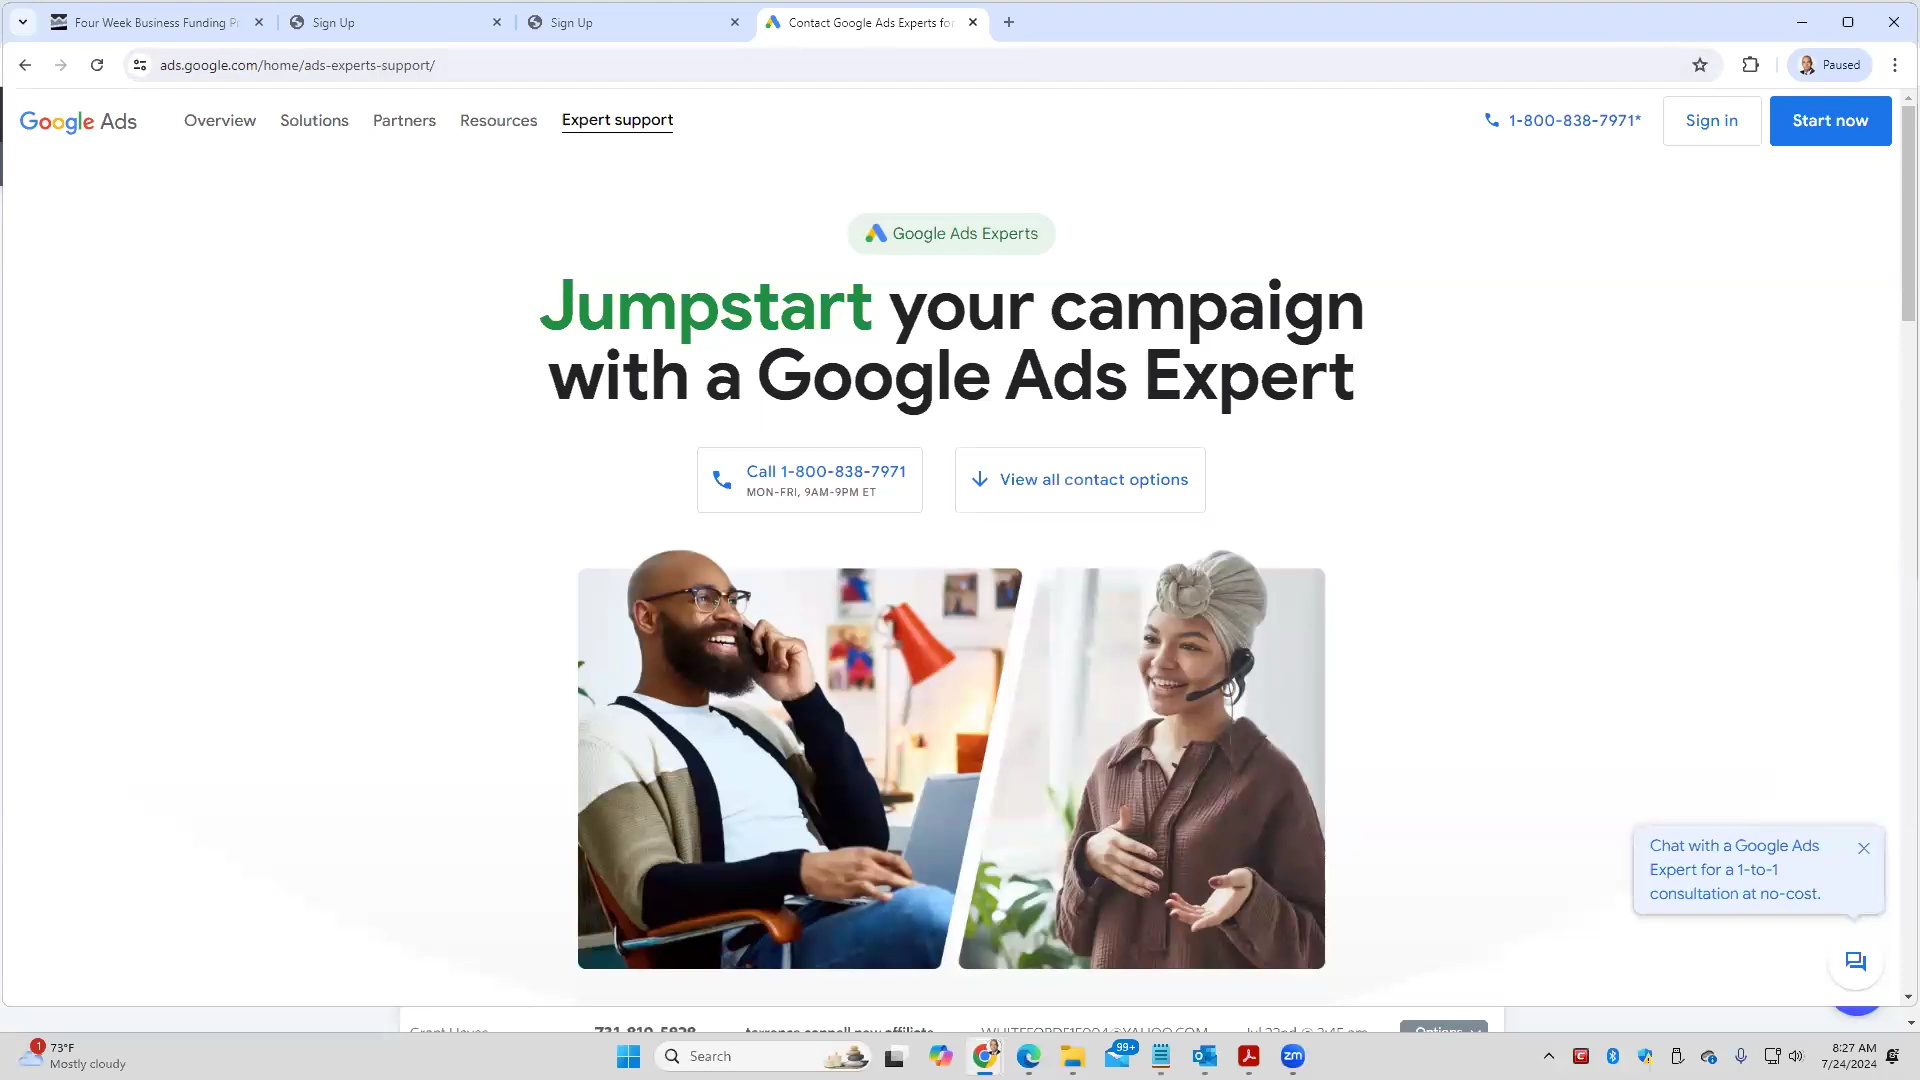 Four Week Business Funding P
Sign Up
Sign Up
Contact Google Ads Experts for
ads.google.com/home/ads-experts-support/
Paused
Google Ads
Overview
Solutions
Partners
Resources
Expert support
1-800-838-7971*
Sign in
Start now
Google Ads Experts
Jumpstart your campaign
with a Google Ads Expert
Call 1-800-838-7971
MON-FRI, 9AM-9PM ET
View all contact options
Chat with a Google Ads
Expert for a 1-to-1
consultation at no-cost.
1
73°F
Mostly cloudy
Search
99+
zm
8:27 AM
7/24/2024